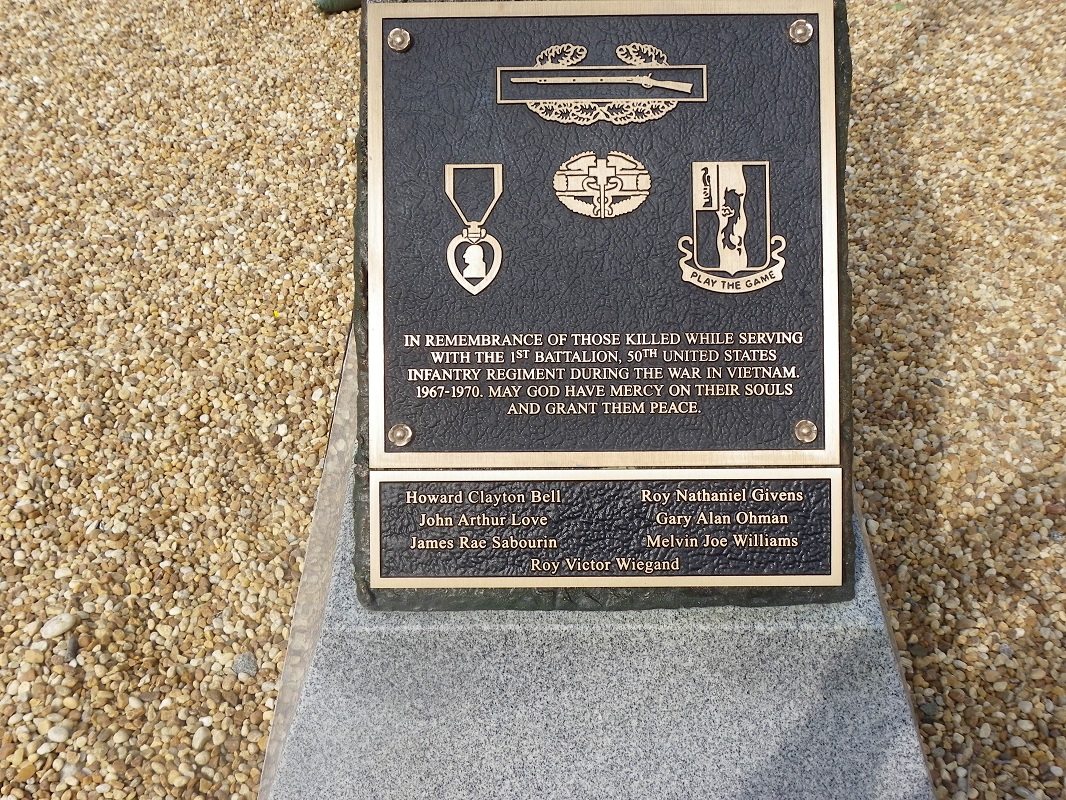 PLAY THE GAME
IN REMEMBRANCE OF THOSE KILLED WHILE SERVING
WITH THE 1ST BATTALION, 50TH UNITED STATES
INFANTRY REGIMENT DURING THE WAR IN VIETNAM.
1967-1970. MAY GOD HAVE MERCY ON THEIR SOULS
AND GRANT THEM PEACE.
Howard Clayton Bell Roy Nathaniel Givens
John Arthur Love Gary Alan Ohman
James Rae Sabourin Melvin Joe Williams
Roy Victor Wiegand